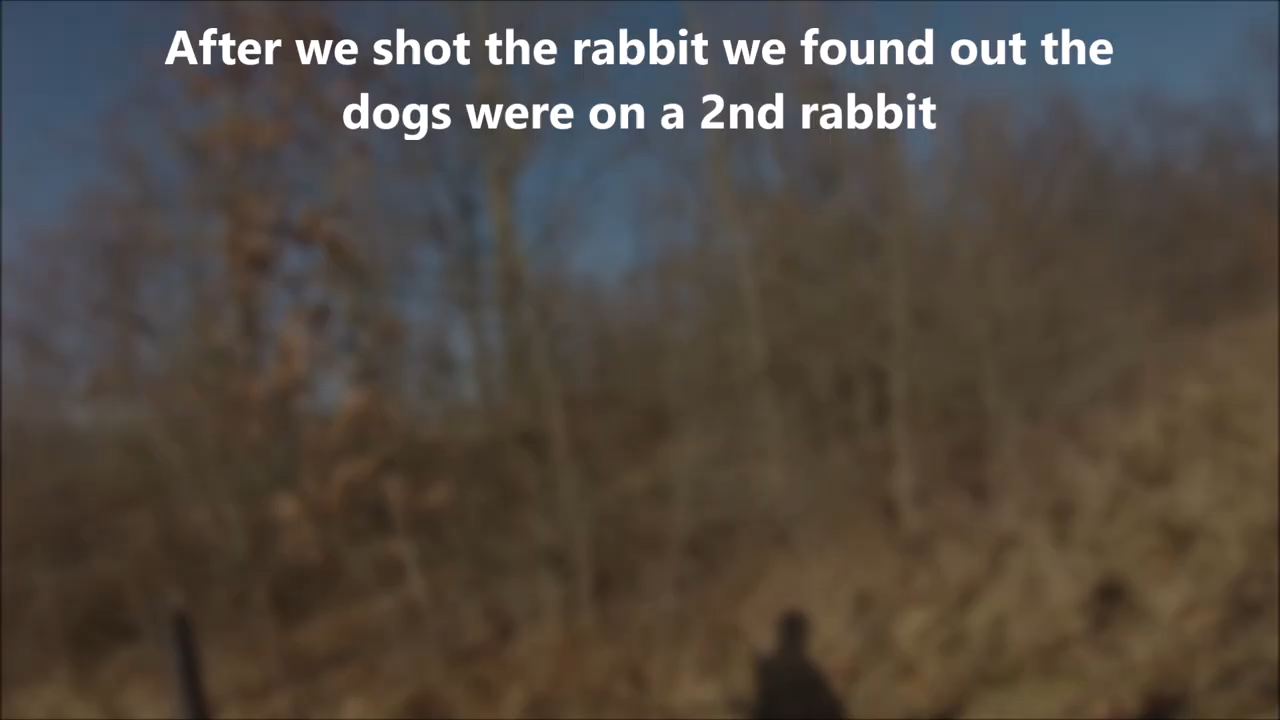 After we shot the rabbit we found out the
dogs were on a 2nd rabbit